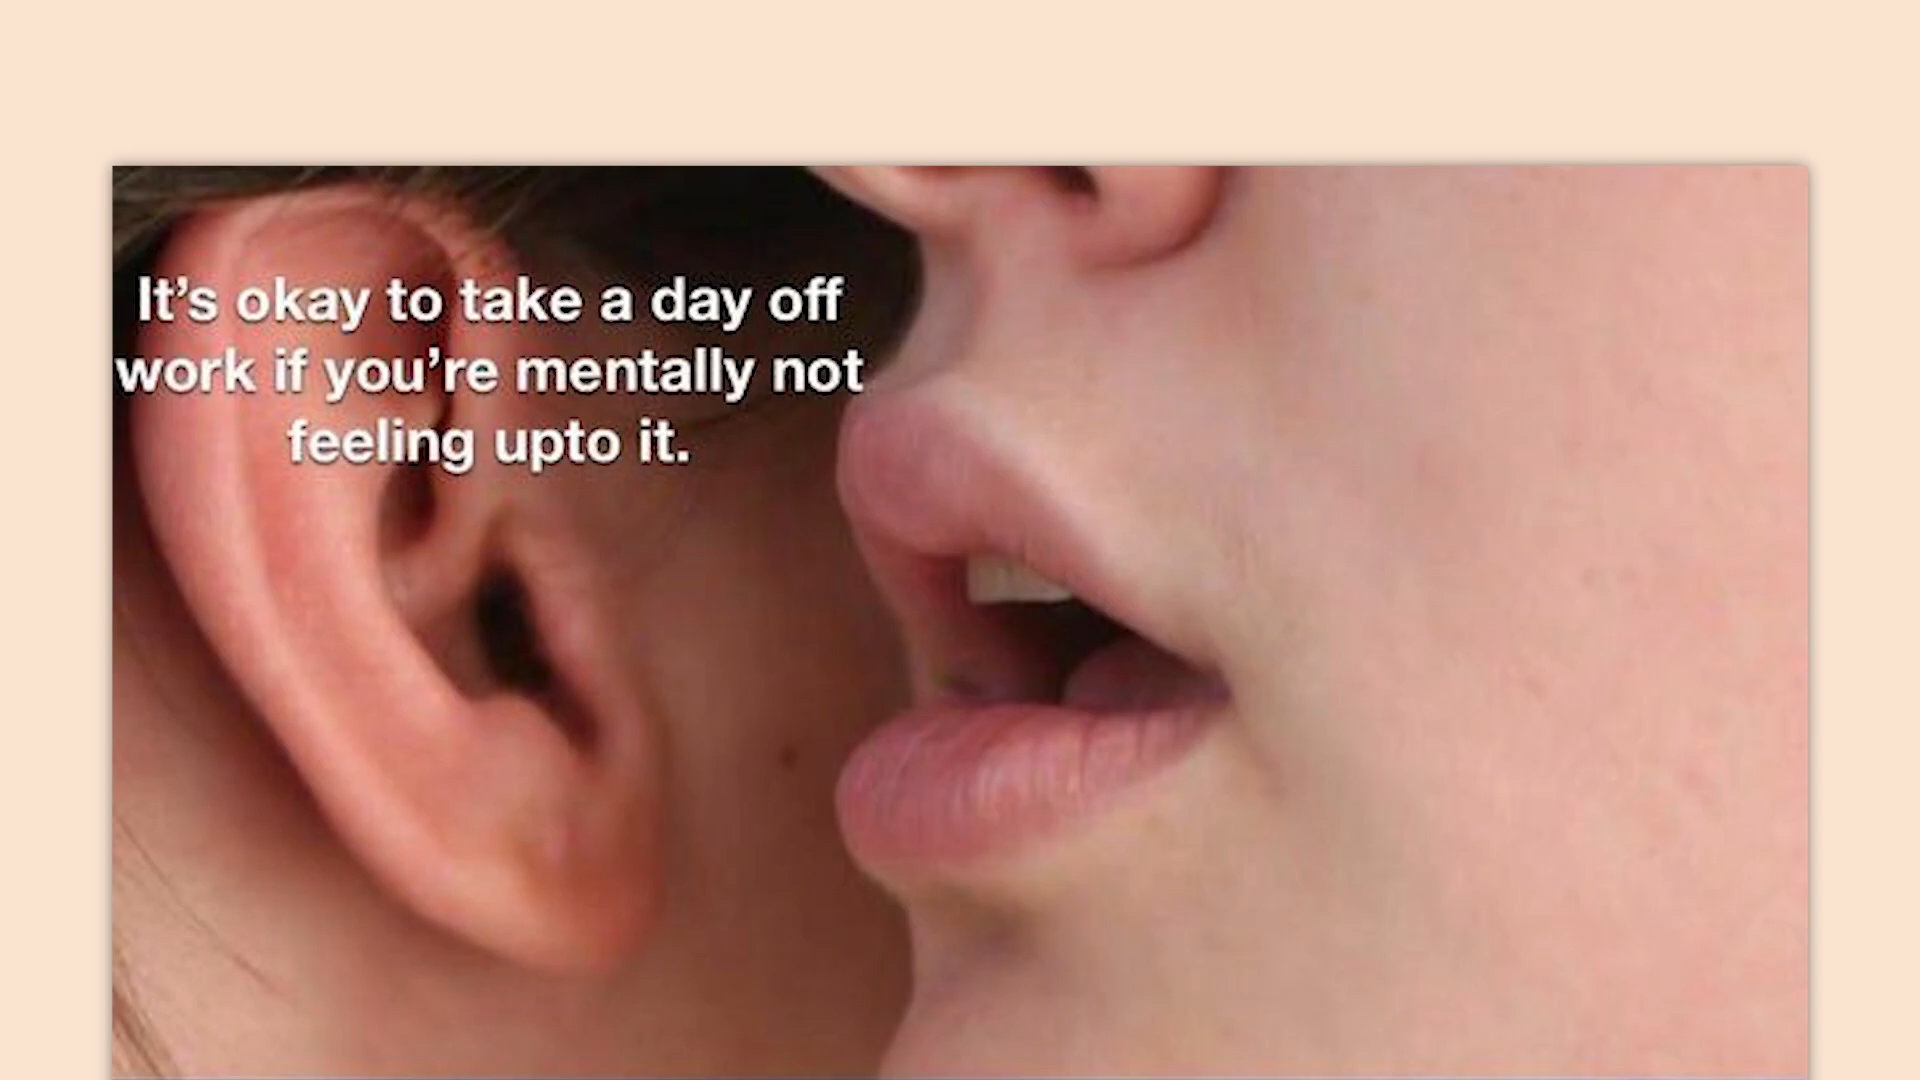 It’s okay to take a day off
work if you’re mentally not
feeling upto it.